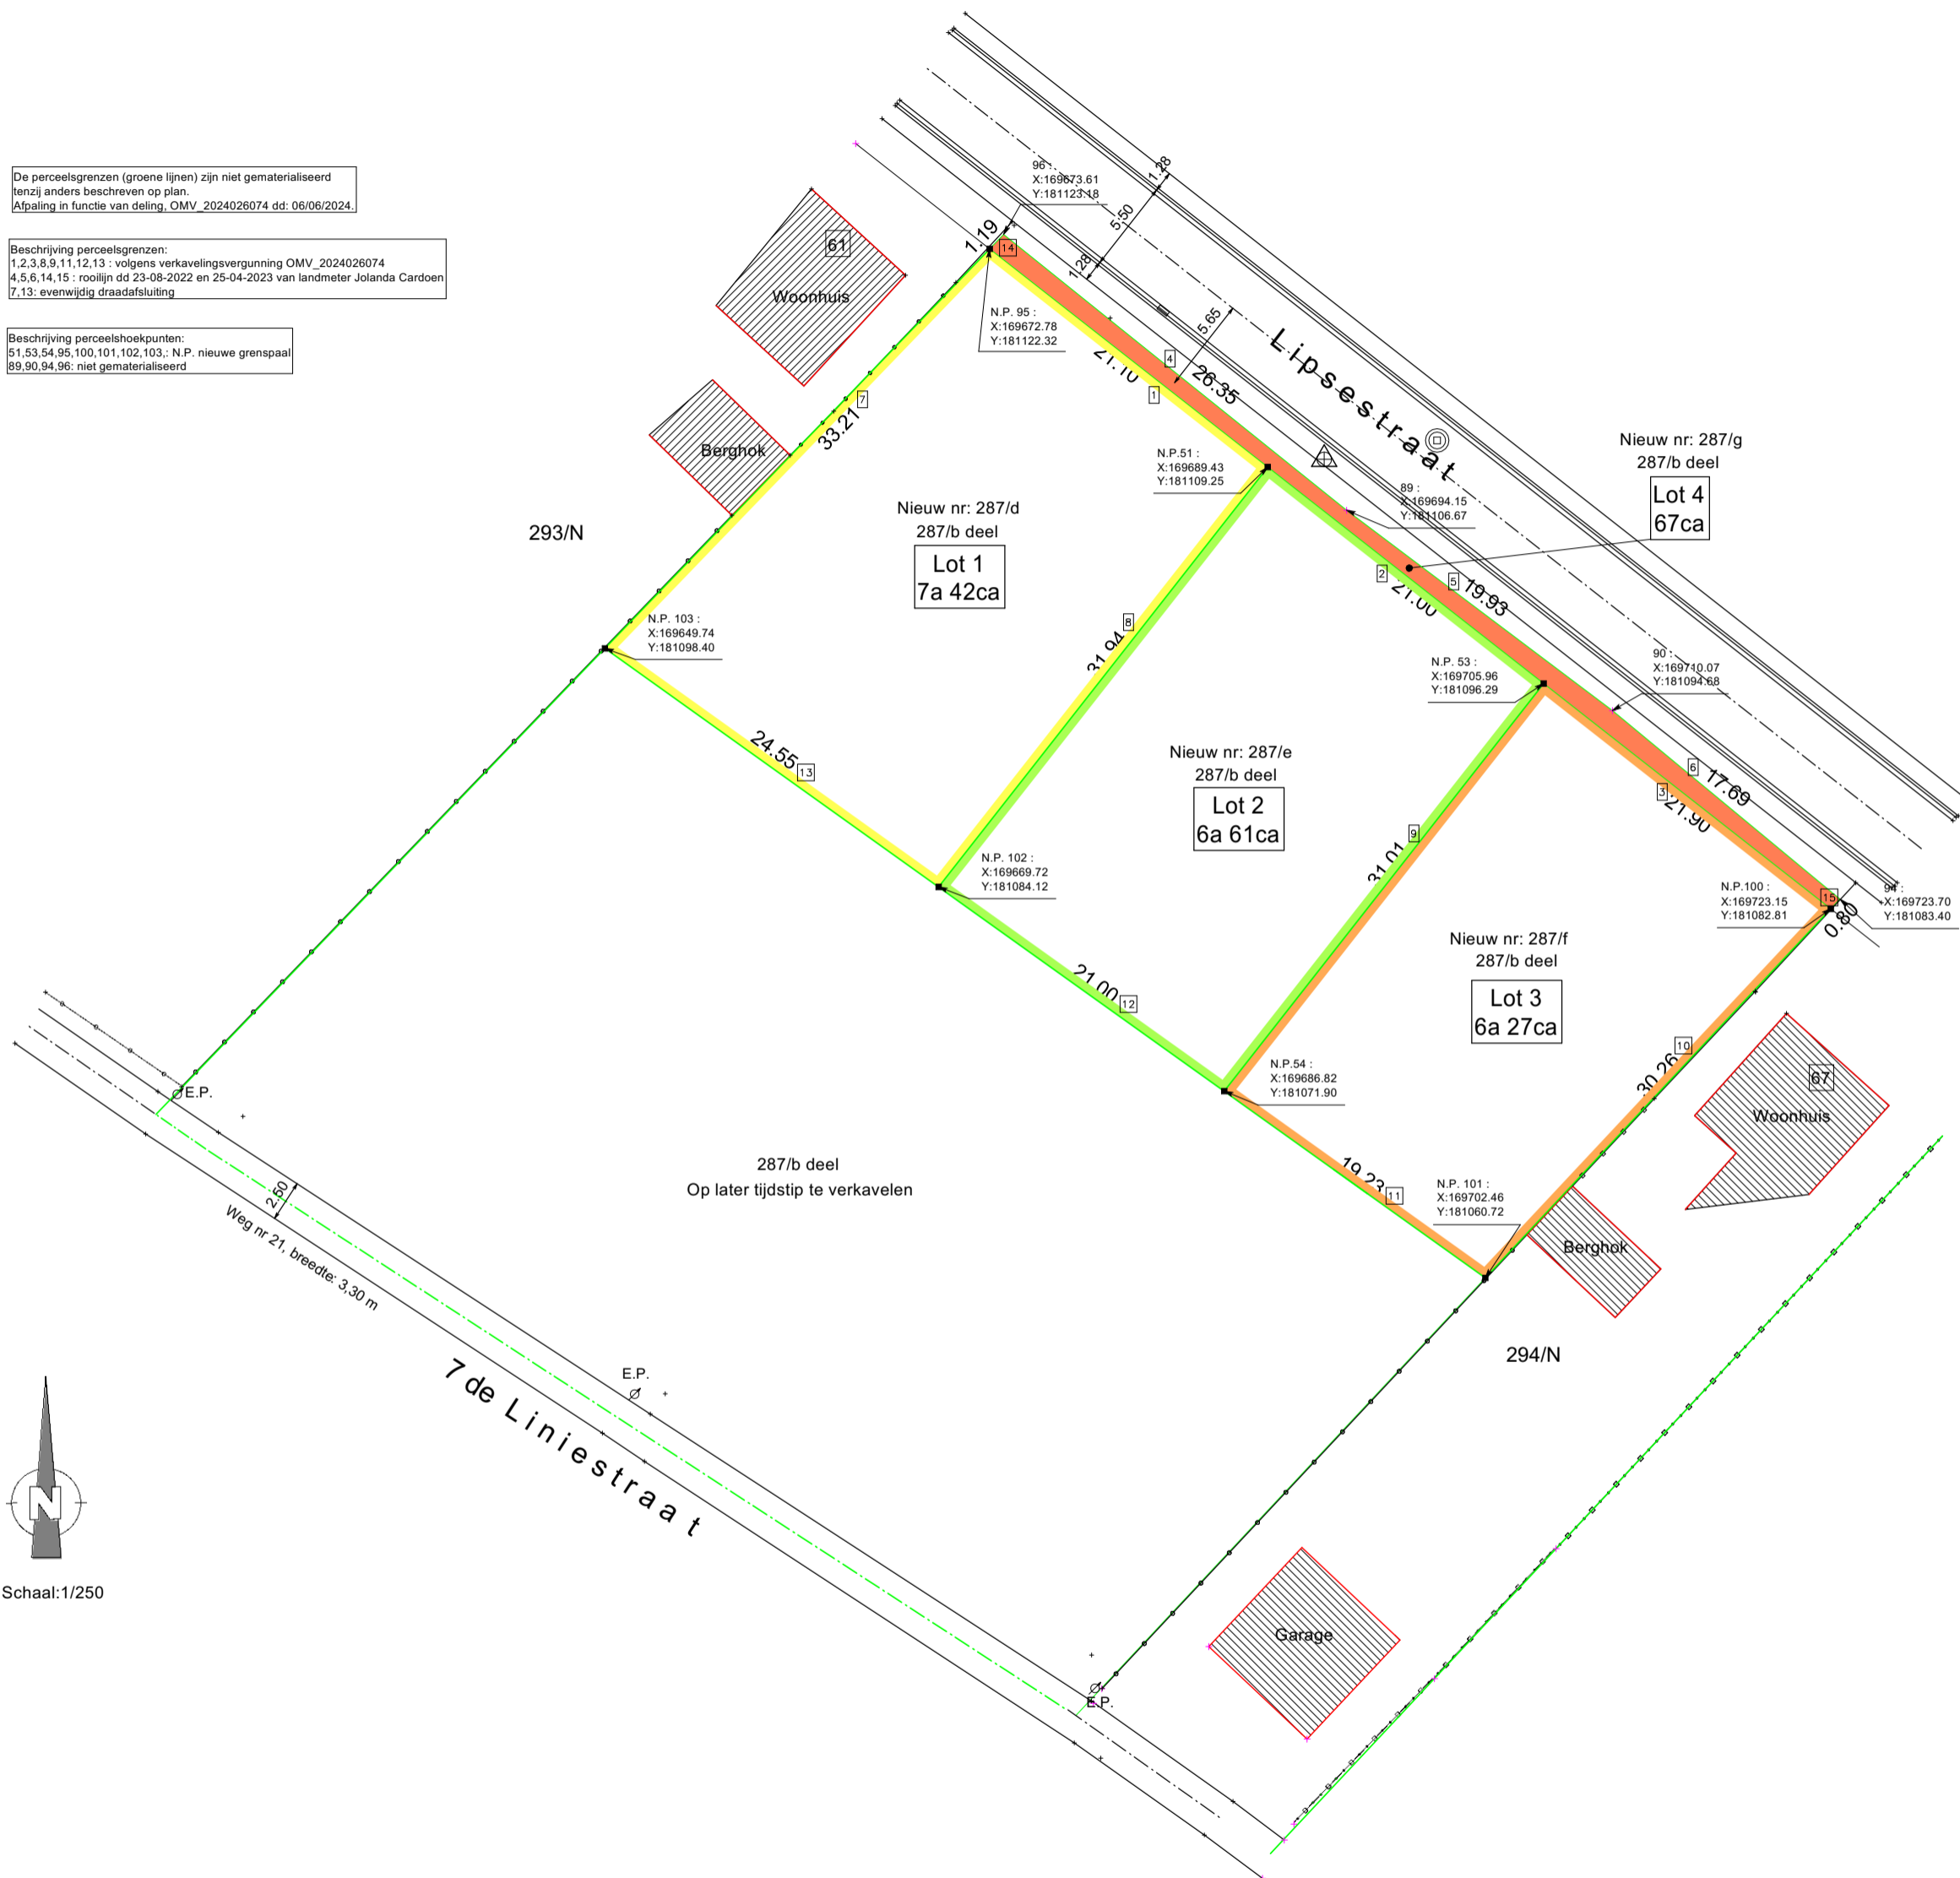 De perceelsgrenzen (groene lijnen) zijn niet gematerialiseerd
tenzij anders beschreven op plan.
Afpaling in functie van deling, OMV_2024026074 dd: 06/06/2024.
Beschrijving perceelsgrenzen:
1,2,3,8,9,11,12,13 : volgens verkavelingsvergunning OMV_2024026074
4,5,6,14,15 : rooilijn dd 23-08-2022 en 25-04-2023 van landmeter Jolanda Cardoen
7,13: evenwijdig draadafsluiting
Beschrijving perceelshoekpunten:
51,53,54,95,100,101,102,103,: N.P. nieuwe grenspaal
89,90,94,96: niet gematerialiseerd
96 :
X:169673.61
Y:181123.18
1.28
5.50
1.28
5.65
1.19
14
61
Woonhuis
Berghok
N.P. 95 :
X:169672.78
Y:181122.32
21.10
1
4
26.35
Lipsestraat
33.21
7
N.P.51 :
X:169689.43
Y:181109.25
89 :
X:169694.15
Y:181106.67
Nieuw nr: 287/g
287/b deel
Lot 4
67ca
293/N
Nieuw nr: 287/d
287/b deel
Lot 1
7a 42ca
2
21.00
5
19.93
N.P. 103 :
X:169649.74
Y:181098.40
31.94
8
N.P. 53 :
X:169705.96
Y:181096.29
90 :
X:169710.07
Y:181094.68
24.55
13
Nieuw nr: 287/e
287/b deel
Lot 2
6a 61ca
6
17.69
3
21.90
31.01
9
N.P. 102 :
X:169669.72
Y:181084.12
N.P.100 :
X:169723.15
Y:181082.81
15
0.80
94 :
X:169723.70
Y:181083.40
Nieuw nr: 287/f
287/b deel
Lot 3
6a 27ca
21.00
12
N.P.54 :
X:169686.82
Y:181071.90
30.26
10
67
Woonhuis
E.P.
287/b deel
Op later tijdstip te verkavelen
19.23
11
N.P. 101 :
X:169702.46
Y:181060.72
Berghok
2.50
Weg nr 21, breedte: 3,30 m
294/N
E.P.
7 de Liniestraat
N
Schaal:1/250
Garage
E.P.